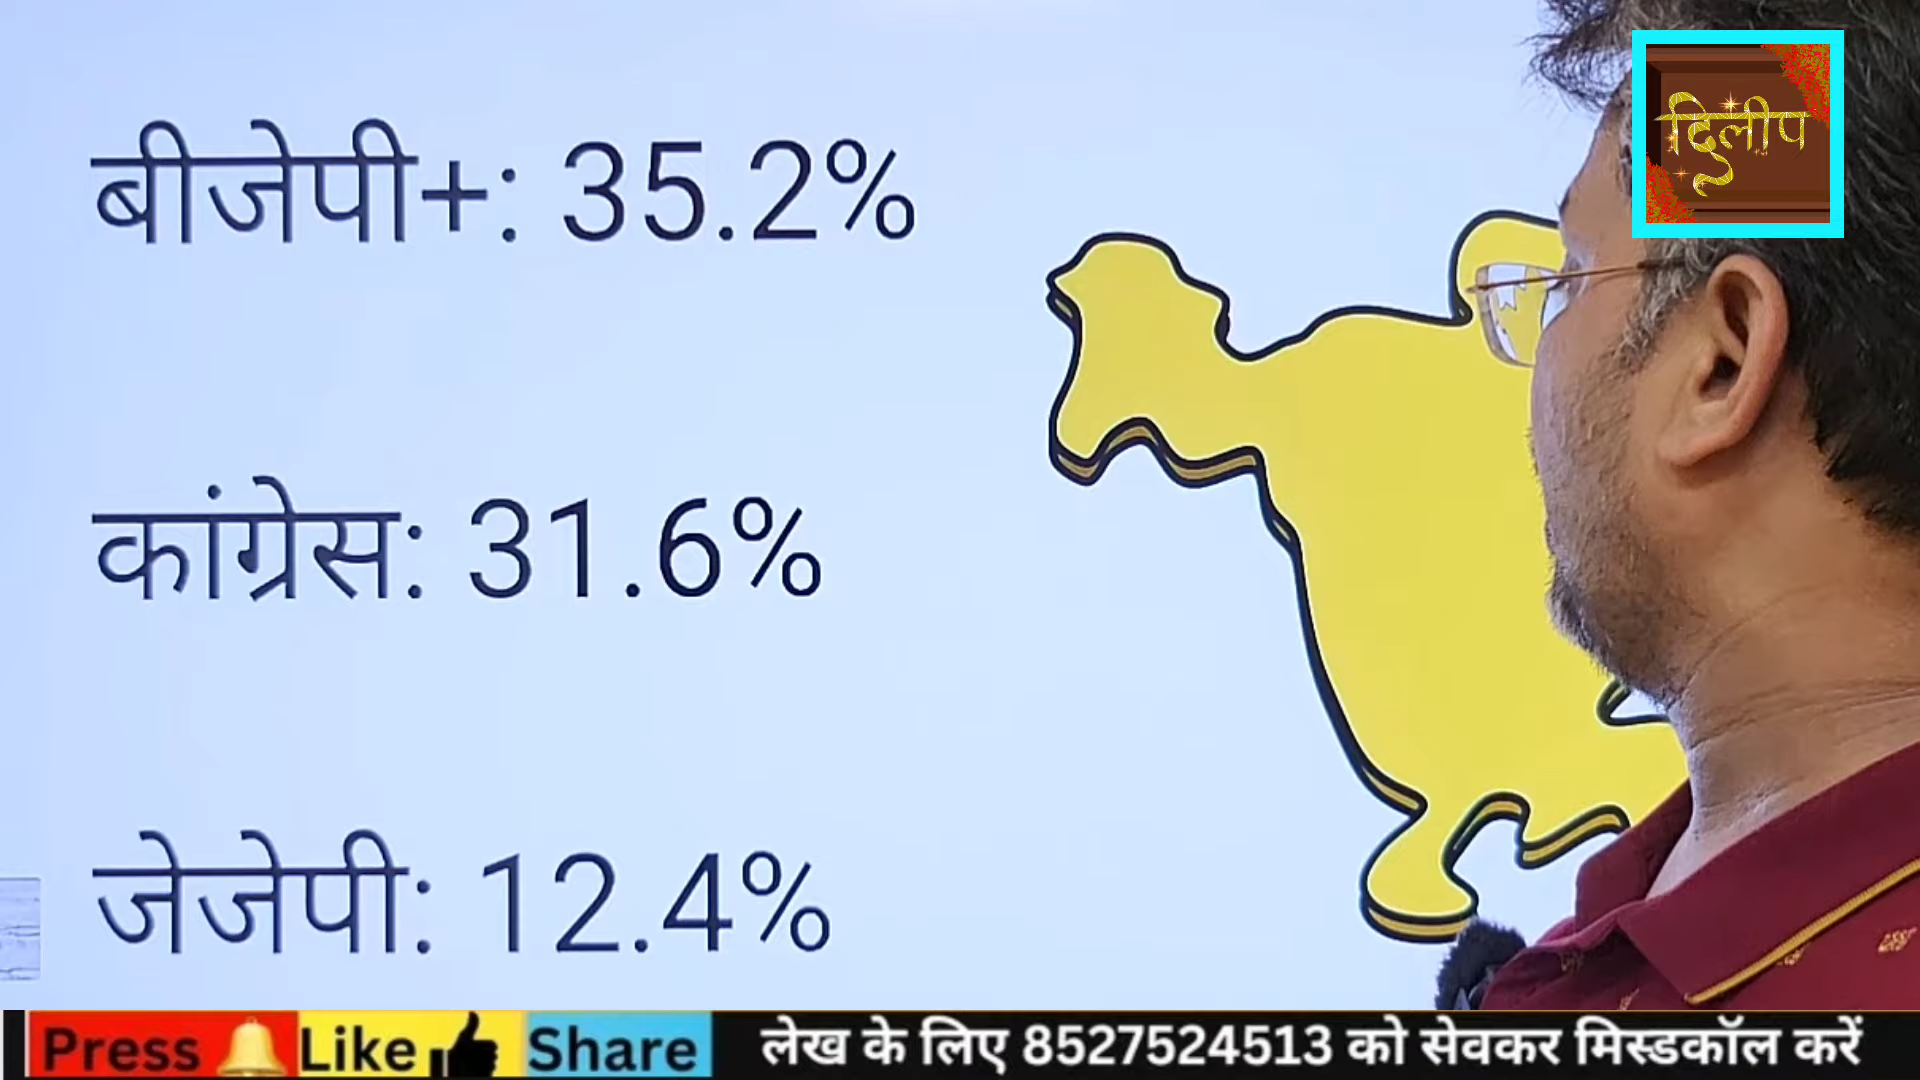 बीजेपी+: 35.2%
दिलीप
कांग्रेस: 31.6%
जेजेपी: 12.4%
Press Like Share लेख के लिए 8527524513 को सेवकर मिस्डकॉल करें